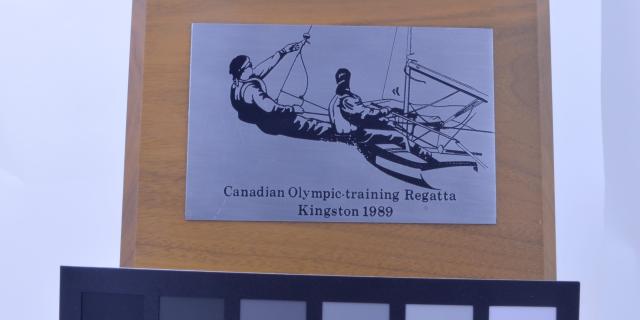 Canadian Olympic-training Regatta
Kingston 1989